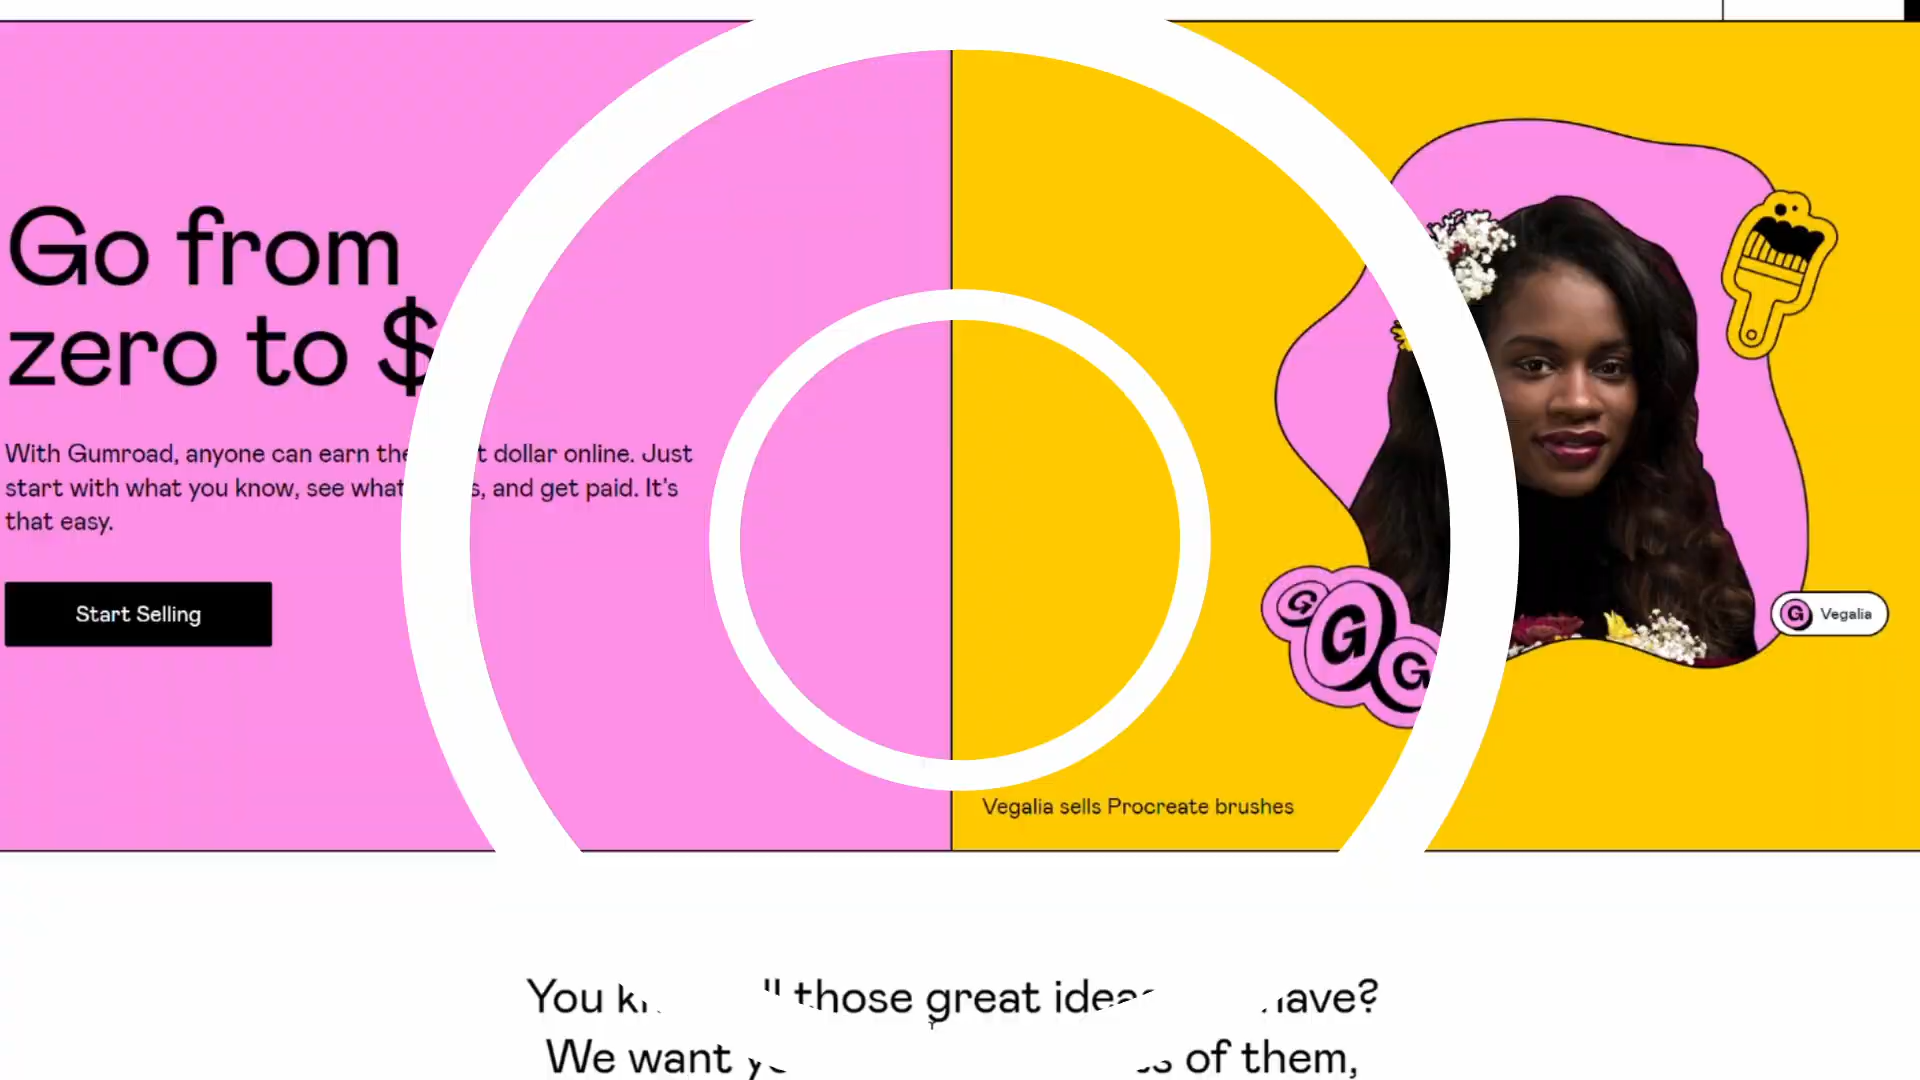 Go from
zero to $
With Gumroad, anyone can earn the dollar online. Just
start with what you know, see what and get paid. It's
that easy.
Start Selling
G
G
G
G Vegalia
Vegalia sells Procreate brushes
You those great have?
We want of them,